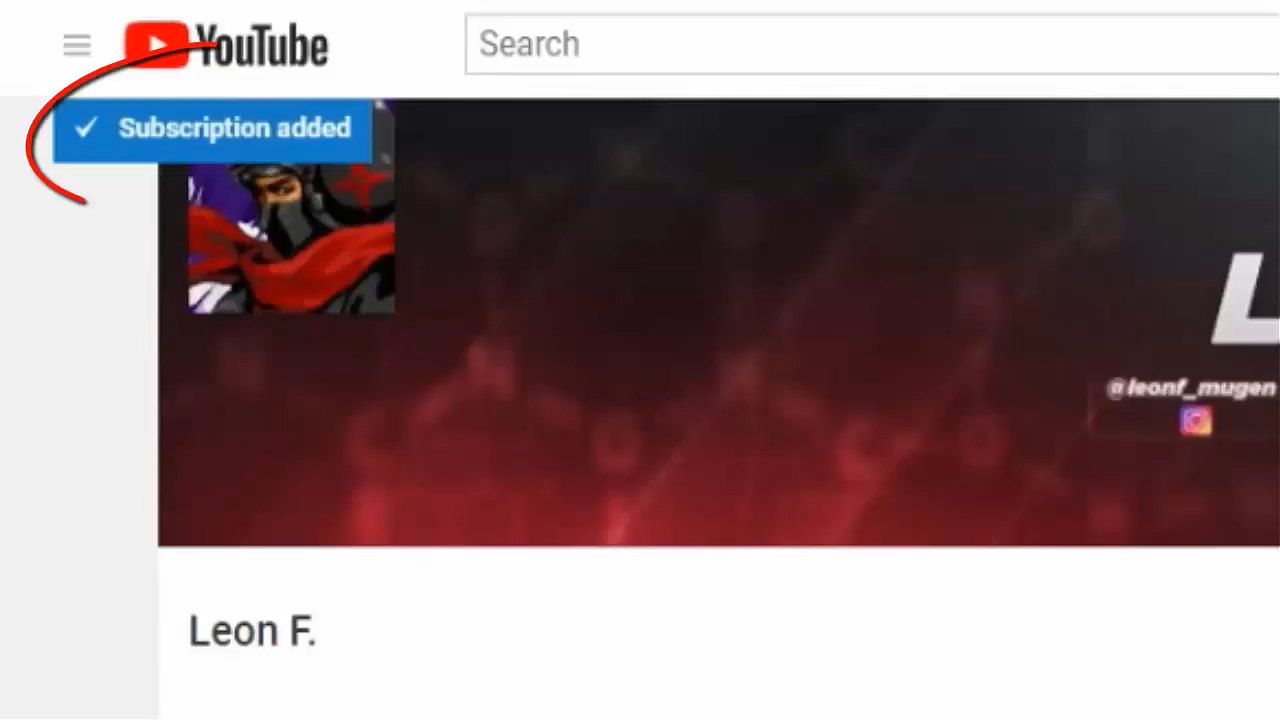 YouTube
Search
Subscription added
L
@leonf_mugen
Leon F.